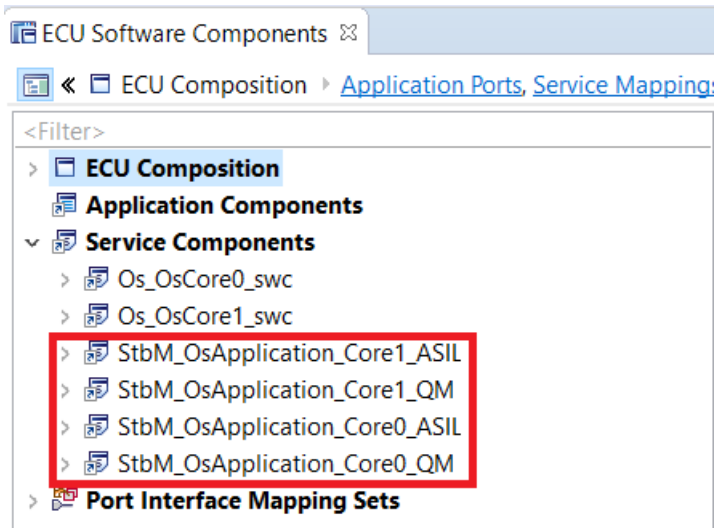 ECU Software Components
« ECU Composition Application Ports, Service Mappings
<Filter>
ECU Composition
Application Components
Service Components
Os_OsCore0_swc
Os_OsCore1_swc
StbM_OsApplication_Core1_ASIL
StbM_OsApplication_Core1_QM
StbM_OsApplication_Core0_ASIL
StbM_OsApplication_Core0_QM
Port Interface Mapping Sets